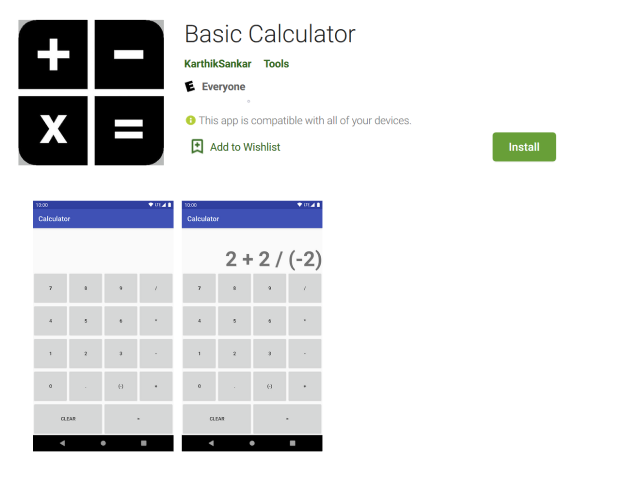 + −
x =
Basic Calculator
KarthikSankar Tools
E Everyone
This app is compatible with all of your devices.
Add to Wishlist
Install
10:00 LTE
Calculator
7 8 9 /
4 5 6 *
1 2 3 -
0 . (-) +
CLEAR =
10:00 LTE
Calculator
2 + 2 / (-2)
7 8 9 /
4 5 6 *
1 2 3 -
0 . (-) +
CLEAR =